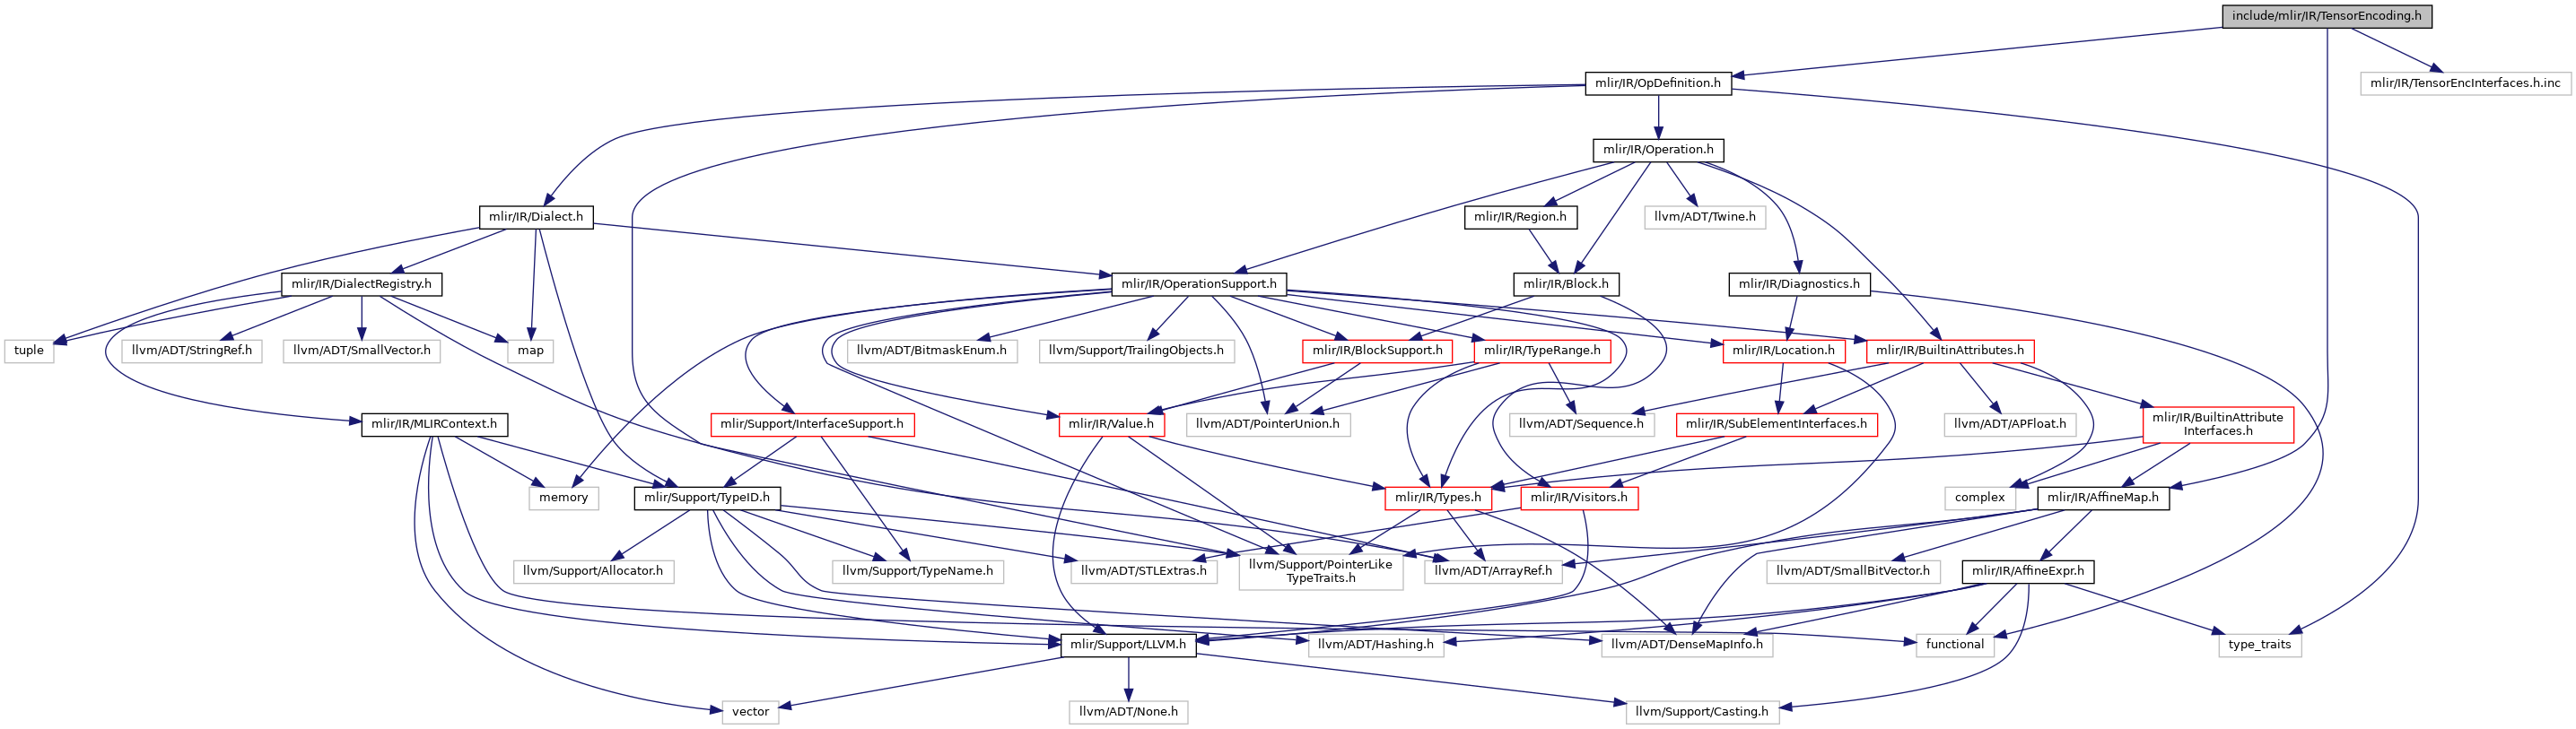 include/mlir/IR/TensorEncoding.h
mlir/IR/OpDefinition.h
mlir/IR/TensorEncInterfaces.h.inc
mlir/IR/Operation.h
mlir/IR/Dialect.h
mlir/IR/Region.h
llvm/ADT/Twine.h
mlir/IR/DialectRegistry.h
mlir/IR/OperationSupport.h
mlir/IR/Block.h
mlir/IR/Diagnostics.h
tuple
llvm/ADT/StringRef.h
llvm/ADT/SmallVector.h
map
llvm/ADT/BitmaskEnum.h
llvm/Support/TrailingObjects.h
mlir/IR/BlockSupport.h
mlir/IR/TypeRange.h
mlir/IR/Location.h
mlir/IR/BuiltinAttributes.h
mlir/IR/MLIRContext.h
mlir/Support/InterfaceSupport.h
mlir/IR/Value.h
llvm/ADT/PointerUnion.h
llvm/ADT/Sequence.h
mlir/IR/SubElementInterfaces.h
llvm/ADT/APFloat.h
mlir/IR/BuiltinAttribute
Interfaces.h
memory
mlir/Support/TypeID.h
mlir/IR/Types.h
mlir/IR/Visitors.h
complex
mlir/IR/AffineMap.h
llvm/Support/Allocator.h
llvm/Support/TypeName.h
llvm/ADT/STLExtras.h
llvm/Support/PointerLike
TypeTraits.h
llvm/ADT/ArrayRef.h
llvm/ADT/SmallBitVector.h
mlir/IR/AffineExpr.h
mlir/Support/LLVM.h
llvm/ADT/Hashing.h
llvm/ADT/DenseMapInfo.h
functional
type_traits
vector
llvm/ADT/None.h
llvm/Support/Casting.h